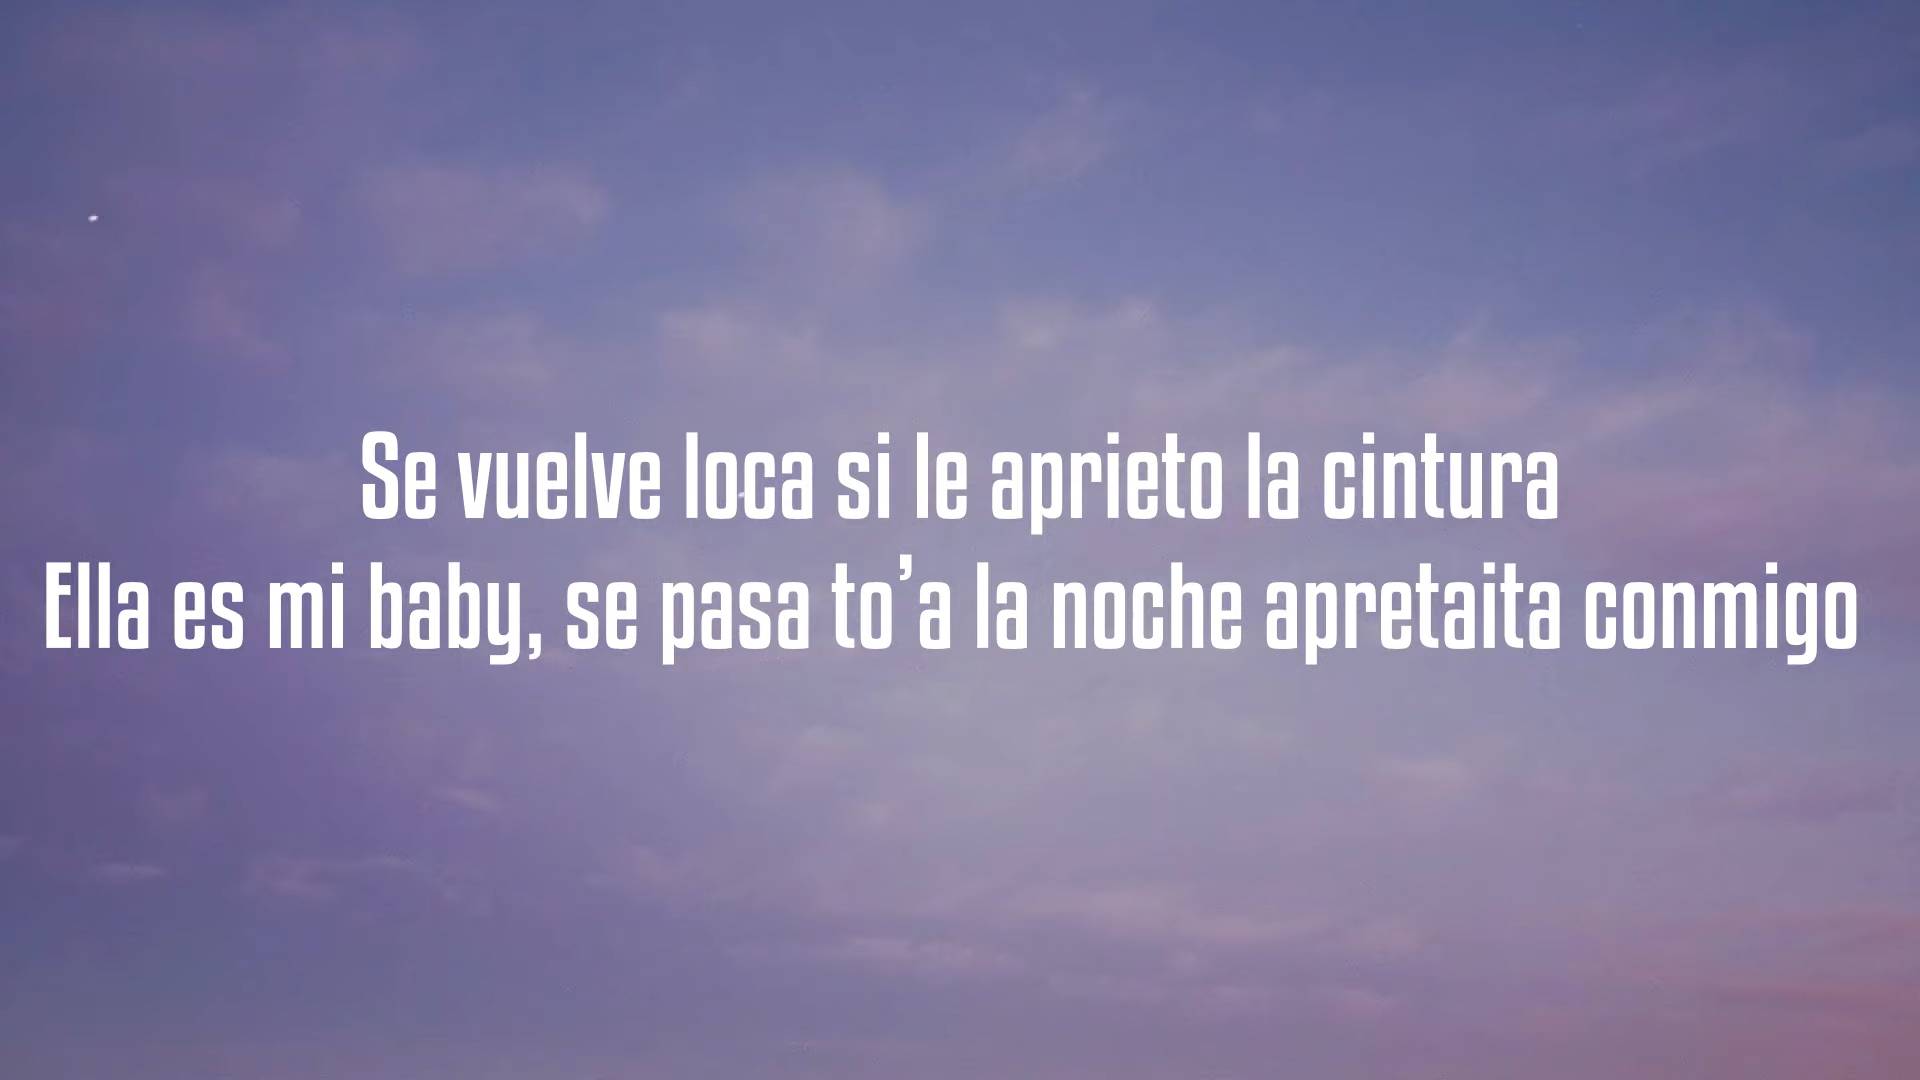 Se vuelve loca si le aprieto la cintura
Ella es mi baby, se pasa to’a la noche apretaita conmigo